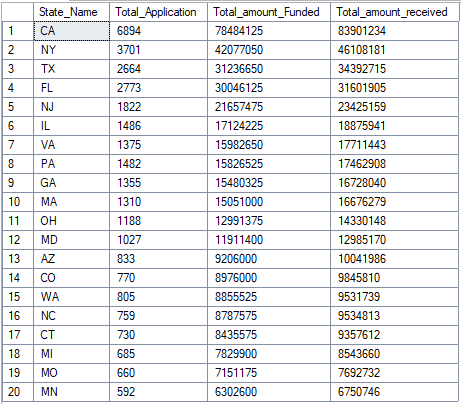 State_Name Total_Application Total_amount_Funded Total_amount_received
1 CA 6894 78484125 83901234
2 NY 3701 42077050 46108181
3 TX 2664 31236650 34392715
4 FL 2773 30046125 31601905
5 NJ 1822 21657475 23425159
6 IL 1486 17124225 18875941
7 VA 1375 15982650 17711443
8 PA 1482 15826525 17462908
9 GA 1355 15480325 16728040
10 MA 1310 15051000 16676279
11 OH 1188 12991375 14330148
12 MD 1027 11911400 12985170
13 AZ 833 9206000 10041986
14 CO 770 8976000 9845810
15 WA 805 8855525 9531739
16 NC 759 8787575 9534813
17 CT 730 8435575 9357612
18 MI 685 7829900 8543660
19 MO 660 7151175 7692732
20 MN 592 6302600 6750746